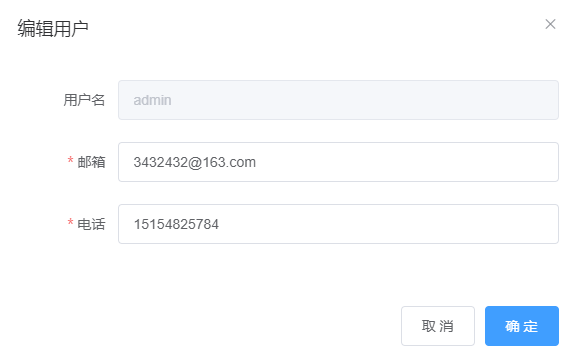 编辑用户
用户名 admin
* 邮箱 3432432@163.com
* 电话 15154825784
取消 确定